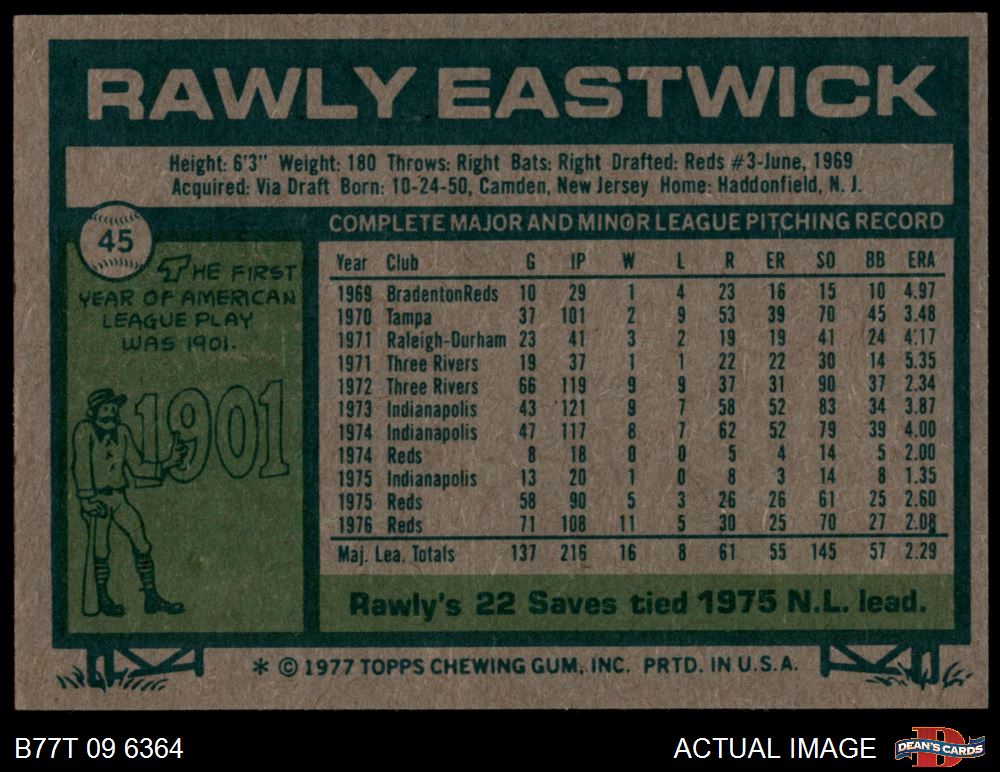 RAWLY EASTWICK
Height: 6'3" Weight: 180 Throws: Right Bats: Right Drafted: Reds #3-June, 1969
Acquired: Via Draft Born: 10-24-50, Camden, New Jersey Home: Haddonfield, N. J.
45
THE FIRST
YEAR OF AMERICAN
LEAGUE PLAY
WAS 1901.
1901
COMPLETE MAJOR AND MINOR LEAGUE PITCHING RECORD
Year Club G IP W L R ER SO BB ERA
1969 Bradenton Reds 10 29 1 4 23 16 15 10 4.97
1970 Tampa 37 101 2 9 53 39 70 45 3.48
1971 Raleigh-Durham 23 41 3 2 19 19 41 24 4.17
1971 Three Rivers 19 37 1 1 22 22 30 14 5.35
1972 Three Rivers 66 119 9 9 37 31 90 37 2.34
1973 Indianapolis 43 121 9 7 58 52 83 34 3.87
1974 Indianapolis 47 117 8 7 62 52 79 39 4.00
1974 Reds 8 18 0 0 5 4 14 5 2.00
1975 Indianapolis 13 20 1 0 8 3 14 8 1.35
1975 Reds 58 90 5 3 26 26 61 25 2.60
1976 Reds 71 108 11 5 30 25 70 27 2.08
Maj. Lea. Totals 137 216 16 8 61 55 145 57 2.29
Rawly's 22 Saves tied 1975 N.L. lead.
* © 1977 TOPPS CHEWING GUM, INC. PRTD. IN U.S.A.
B77T 09 6364
ACTUAL IMAGE
D
DEAN'S CARDS